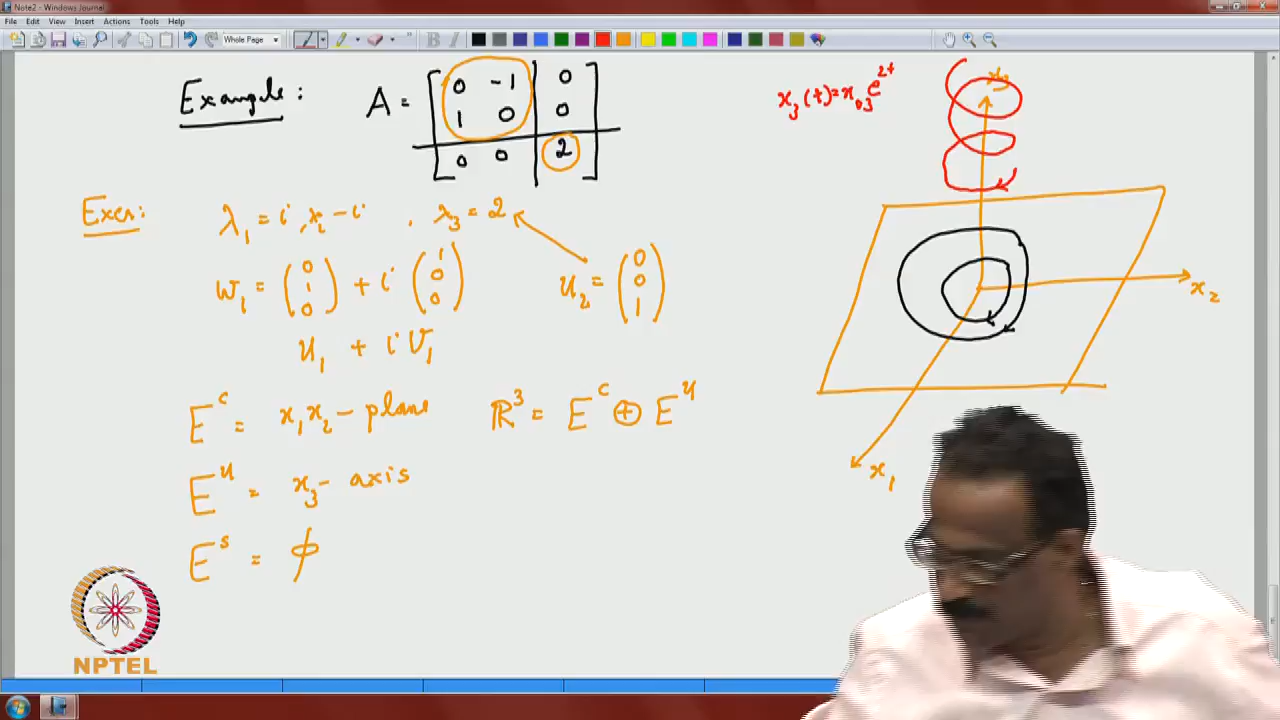 Note2 - Windows Journal
File Edit View Insert Actions Tools Help
Whole Page
Example: A = [ 0 -1 | 0
1 0 | 0
0 0 | 2 ]
x₃(t) = x₀₃ e^{2t}
x₃
Exer: λ₁ = i, λ₂ - i, λ₃ = 2
w₁ = (0 1 0) + i (1 0 0) u₂ = (0 0 1)
u₁ + i v₁
x₂
E^c = x₁x₂ - plane ℝ³ = E^c ⊕ E^u
x₁
E^u = x₃ - axis
E^s = ϕ
NPTEL